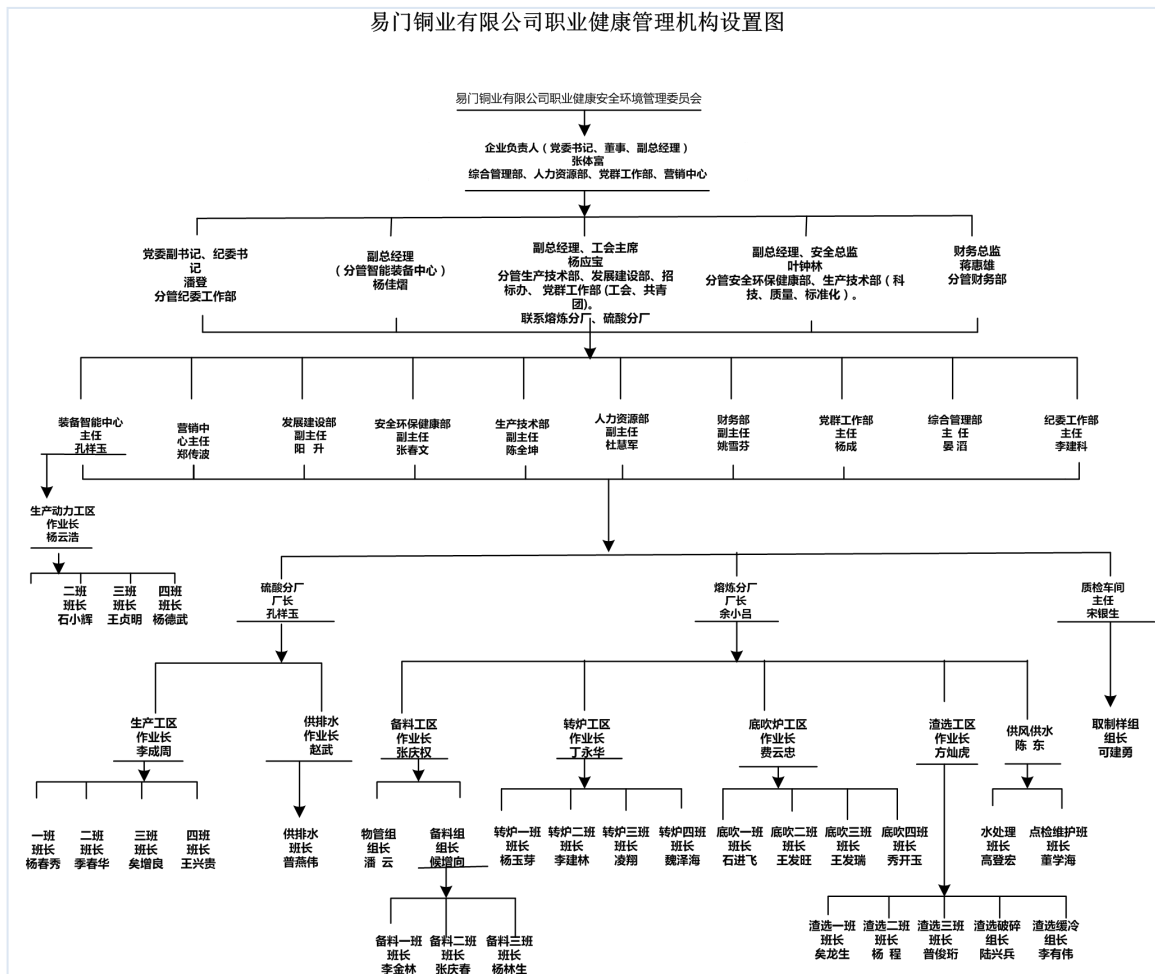 易门铜业有限公司职业健康管理机构设置图
易门铜业有限公司职业健康安全环境管理委员会
企业负责人（党委书记、董事、副总经理）
张体富
综合管理部、人力资源部、党群工作部、营销中心
党委副书记、纪委书
记
潘登
分管纪委工作部
副总经理
（分管智能装备中心）
杨佳熠
副总经理、工会主席
杨应宝
分管生产技术部、发展建设部、招
标办、 党群工作部 (工会、共青
团)。
联系熔炼分厂、硫酸分厂
副总经理、安全总监
叶钟林
分管安全环保健康部、生产技术部（科
技、质量、标准化）。
财务总监
蒋惠雄
分管财务部
装备智能中心
主任
孔祥玉
营销中
心主任
郑传波
发展建设部
副主任
阳 升
安全环保健康部
副主任
张春文
生产技术部
副主任
陈全坤
人力资源部
副主任
杜慧军
财务部
副主任
姚雪芬
党群工作部
主任
杨成
综合管理部
主 任
晏 滔
纪委工作部
主任
李建科
生产动力工区
作业长
杨云浩
二班
班长
石小辉
三班
班长
王贞明
四班
班长
杨德武
硫酸分厂
厂长
孔祥玉
熔炼分厂
厂长
余小吕
质检车间
主任
宋银生
生产工区
作业长
李成周
供排水
作业长
赵武
备料工区
作业长
张庆权
转炉工区
作业长
丁永华
底吹炉工区
作业长
费云忠
渣选工区
作业长
方灿虎
供风供水
陈 东
取制样组
组长
可建勇
一班
班长
杨春秀
二班
班长
季春华
三班
班长
矣增良
四班
班长
王兴贵
供排水
班长
普燕伟
物管组
组长
潘 云
备料组
组长
候增向
转炉一班
班长
杨玉芽
转炉二班
班长
李建林
转炉三班
班长
凌翔
转炉四班
班长
魏泽海
底吹一班
班长
石进飞
底吹二班
班长
王发旺
底吹三班
班长
王发瑞
底吹四班
班长
秀开玉
水处理
班长
高登宏
点检维护班
班长
董学海
备料一班
班长
李金林
备料二班
班长
张庆春
备料三班
班长
杨林生
渣选一班
班长
矣龙生
渣选二班
班长
杨 程
渣选三班
班长
普俊珩
渣选破碎
组长
陆兴兵
渣选缓冷
组长
李有伟